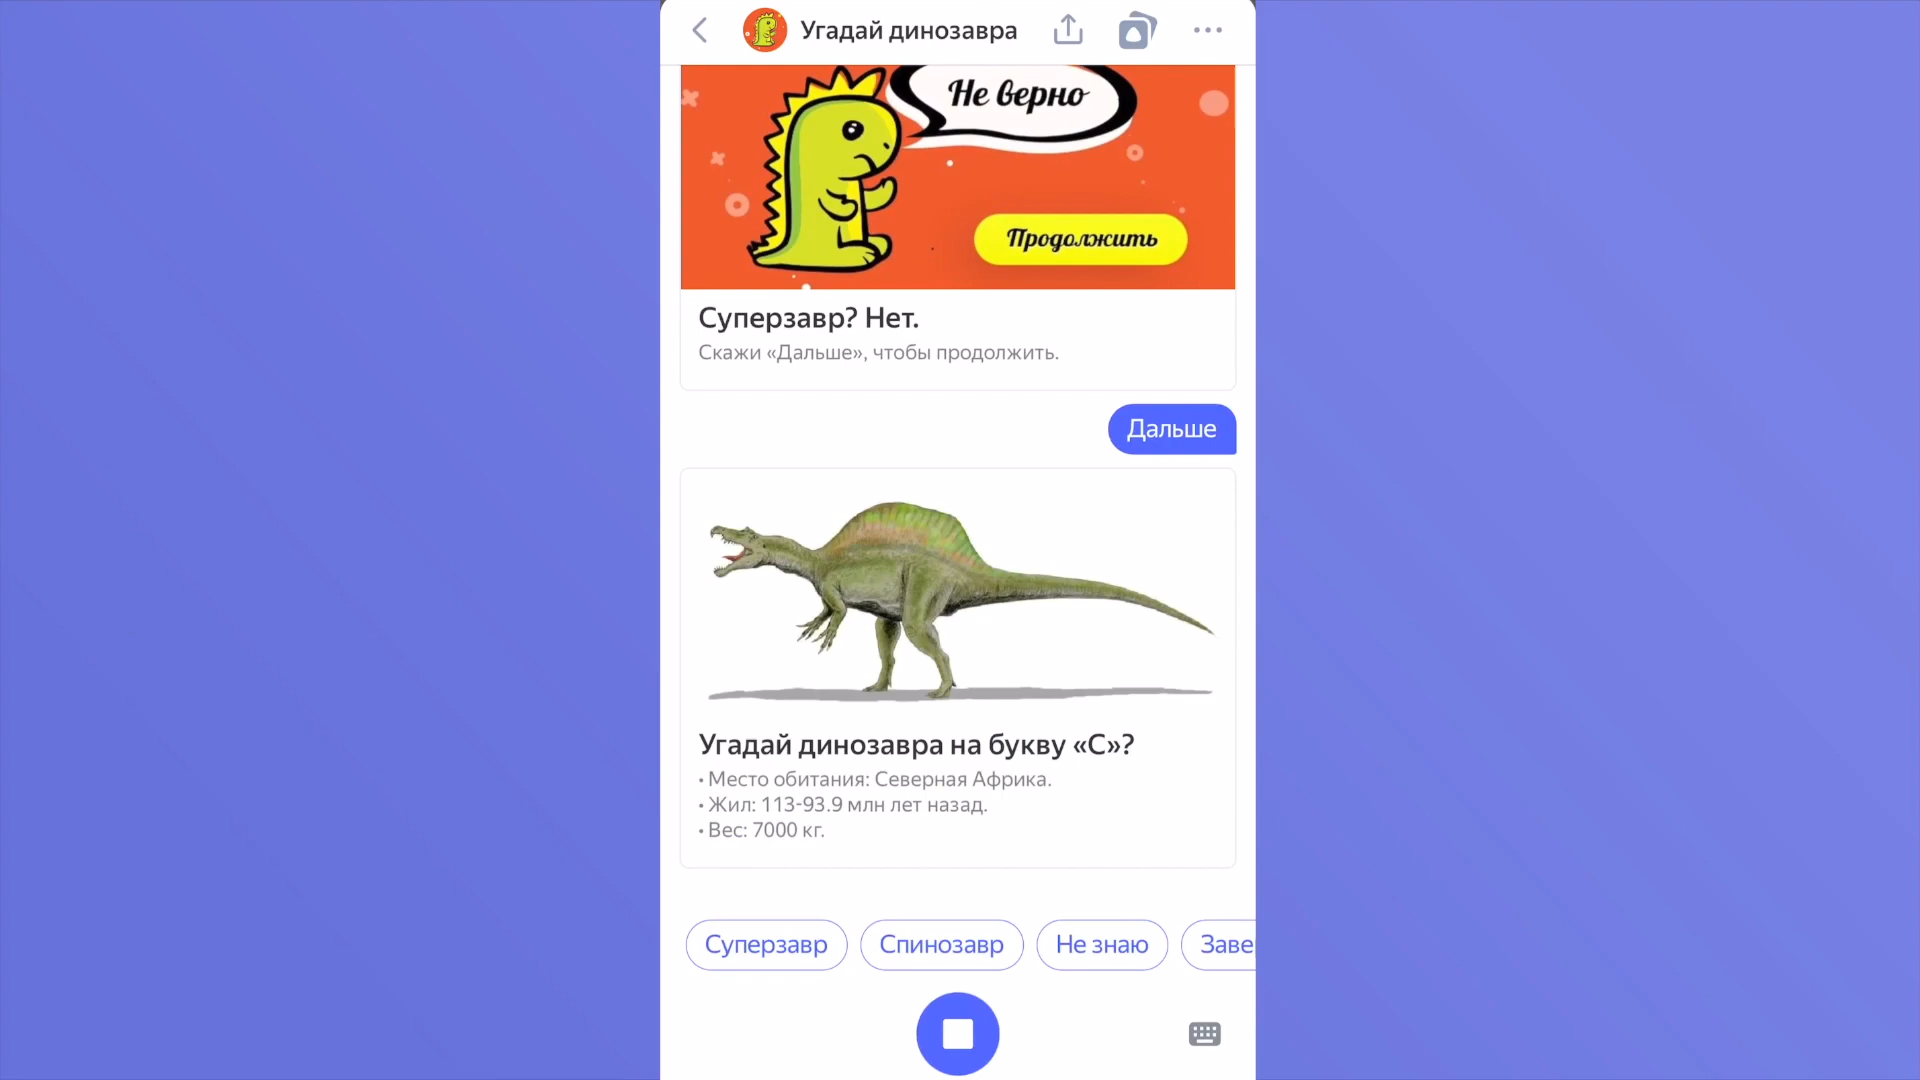 Угадай динозавра
Не верно
Продолжить
Суперзавр? Нет.
Скажи «Дальше», чтобы продолжить.
Дальше
Угадай динозавра на букву «С»?
• Место обитания: Северная Африка.
• Жил: 113-93.9 млн лет назад.
• Вес: 7000 кг.
Суперзавр Спинозавр Не знаю Заве